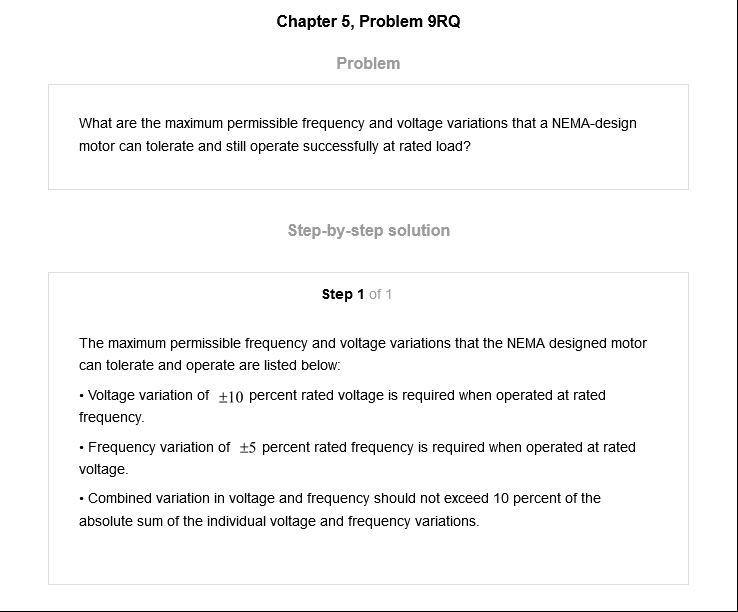 Chapter 5, Problem 9RQ
Problem
What are the maximum permissible frequency and voltage variations that a NEMA-design
motor can tolerate and still operate successfully at rated load?
Step-by-step solution
Step 1 of 1
The maximum permissible frequency and voltage variations that the NEMA designed motor
can tolerate and operate are listed below:
• Voltage variation of ±10 percent rated voltage is required when operated at rated
frequency.
• Frequency variation of ±5 percent rated frequency is required when operated at rated
voltage.
• Combined variation in voltage and frequency should not exceed 10 percent of the
absolute sum of the individual voltage and frequency variations.